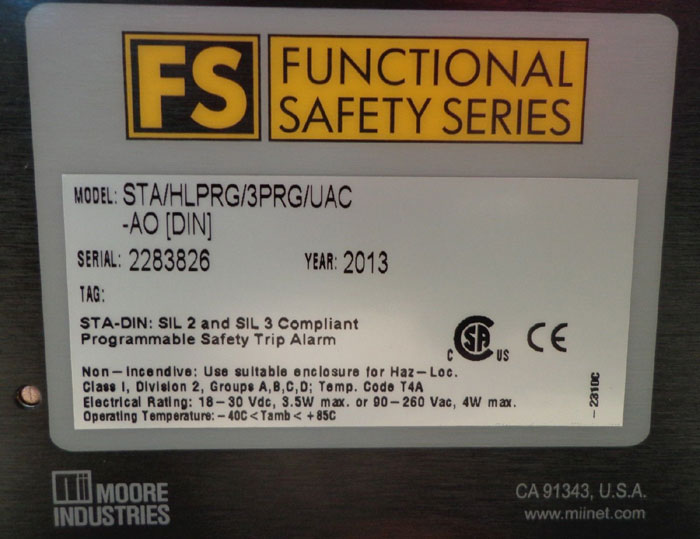 FS FUNCTIONAL
SAFETY SERIES
MODEL: STA/HLPRG/3PRG/UAC
-AO [DIN]
SERIAL: 2283826 YEAR: 2013
TAG:
STA-DIN: SIL 2 and SIL 3 Compliant
Programmable Safety Trip Alarm
C SA US CE
Non-Incendive: Use suitable enclosure for Haz-Loc.
Class I, Division 2, Groups A,B,C,D; Temp. Code T4A
Electrical Rating: 18-30 Vdc, 3.5W max. or 90-260 Vac, 4W max.
Operating Temperature: -40C < Tamb < +85C
-2310C
MOORE
INDUSTRIES
CA 91343, U.S.A.
www.miinet.com